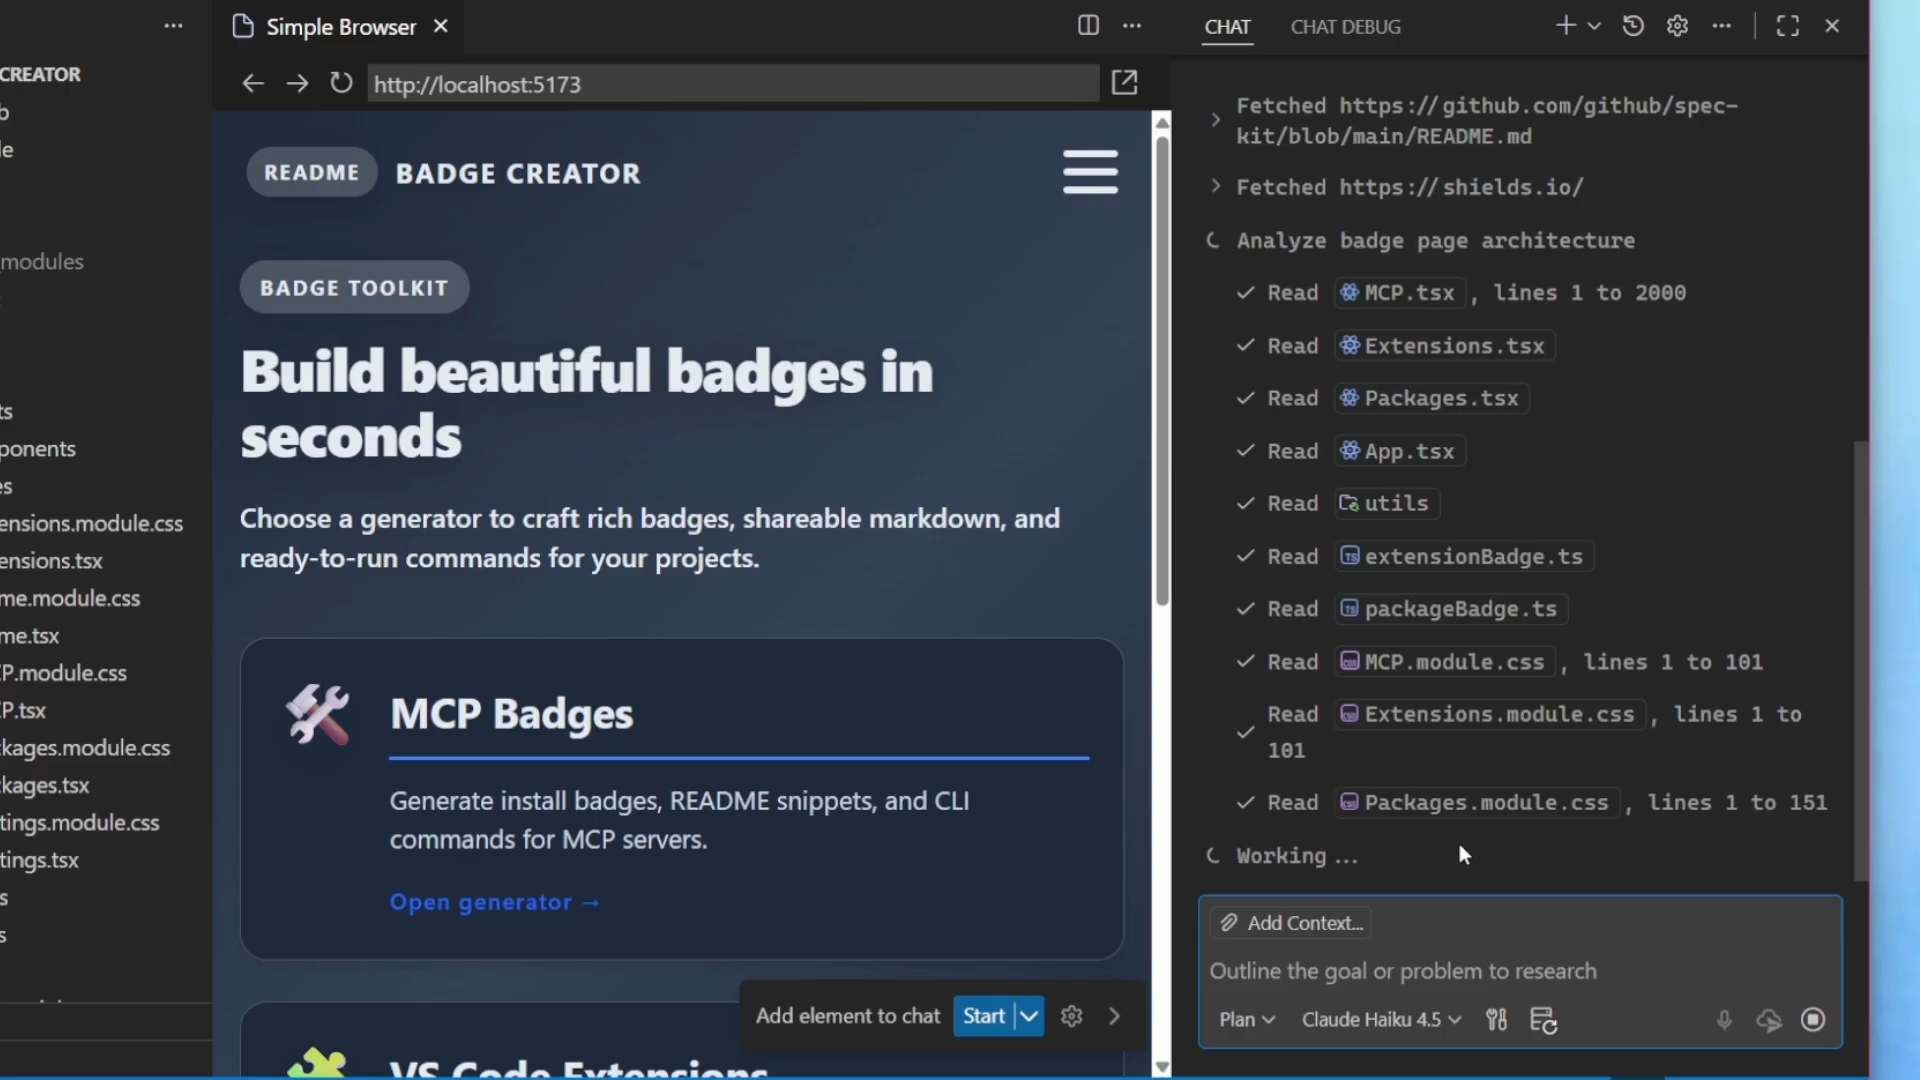 CREATOR
modules
ponents
ensions.module.css
ensions.tsx
me.module.css
me.tsx
P.module.css
P.tsx
kages.module.css
kages.tsx
tings.module.css
tings.tsx
Simple Browser
http://localhost:5173
README BADGE CREATOR
BADGE TOOLKIT
Build beautiful badges in
seconds
Choose a generator to craft rich badges, shareable markdown, and
ready-to-run commands for your projects.
MCP Badges
Generate install badges, README snippets, and CLI
commands for MCP servers.
Open generator →
VS Code Extensions
Add element to chat Start
CHAT CHAT DEBUG
Fetched https://github.com/github/spec-
kit/blob/main/README.md
Fetched https://shields.io/
Analyze badge page architecture
Read MCP.tsx , lines 1 to 2000
Read Extensions.tsx
Read Packages.tsx
Read App.tsx
Read utils
Read TS extensionBadge.ts
Read TS packageBadge.ts
Read MCP.module.css , lines 1 to 101
Read Extensions.module.css , lines 1 to
101
Read Packages.module.css , lines 1 to 151
Working ...
Add Context...
Outline the goal or problem to research
Plan Claude Haiku 4.5